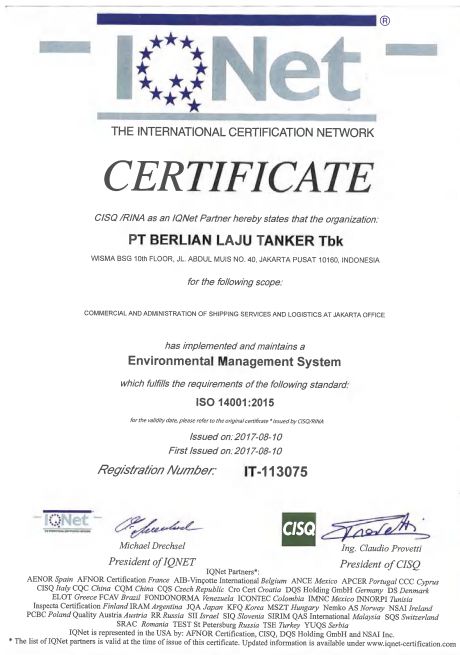 IQNet ®
THE INTERNATIONAL CERTIFICATION NETWORK
CERTIFICATE
CISQ /RINA as an IQNet Partner hereby states that the organization:
PT BERLIAN LAJU TANKER Tbk
WISMA BSG 10th FLOOR, JL. ABDUL MUIS NO. 40, JAKARTA PUSAT 10160, INDONESIA
for the following scope:
COMMERCIAL AND ADMINISTRATION OF SHIPPING SERVICES AND LOGISTICS AT JAKARTA OFFICE
has implemented and maintains a
Environmental Management System
which fulfills the requirements of the following standard:
ISO 14001:2015
for the validity date, please refer to the original certificate * issued by CISQ/RINA
Issued on: 2017-08-10
First Issued on: 2017-08-10
Registration Number: IT-113075
IQNet
CISQ
Michael Drechsel
President of IQNET
Ing. Claudio Provetti
President of CISQ
IQNet Partners*:
AENOR Spain AFNOR Certification France AIB-Vinçotte International Belgium ANCE Mexico APCER Portugal CCC Cyprus
CISQ Italy CQC China CQM China CQS Czech Republic Cro Cert Croatia DQS Holding GmbH Germany DS Denmark
ELOT Greece FCAV Brazil FONDONORMA Venezuela ICONTEC Colombia IMNC Mexico INNORPI Tunisia
Inspecta Certification Finland IRAM Argentina JQA Japan KFQ Korea MSZT Hungary Nemko AS Norway NSAI Ireland
PCBC Poland Quality Austria Austria RR Russia SII Israel SIQ Slovenia SIRIM QAS International Malaysia SQS Switzerland
SRAC Romania TEST St Petersburg Russia TSE Turkey YUQS Serbia
IQNet is represented in the USA by: AFNOR Certification, CISQ, DQS Holding GmbH and NSAI Inc.
* The list of IQNet partners is valid at the time of issue of this certificate. Updated information is available under www.iqnet-certification.com